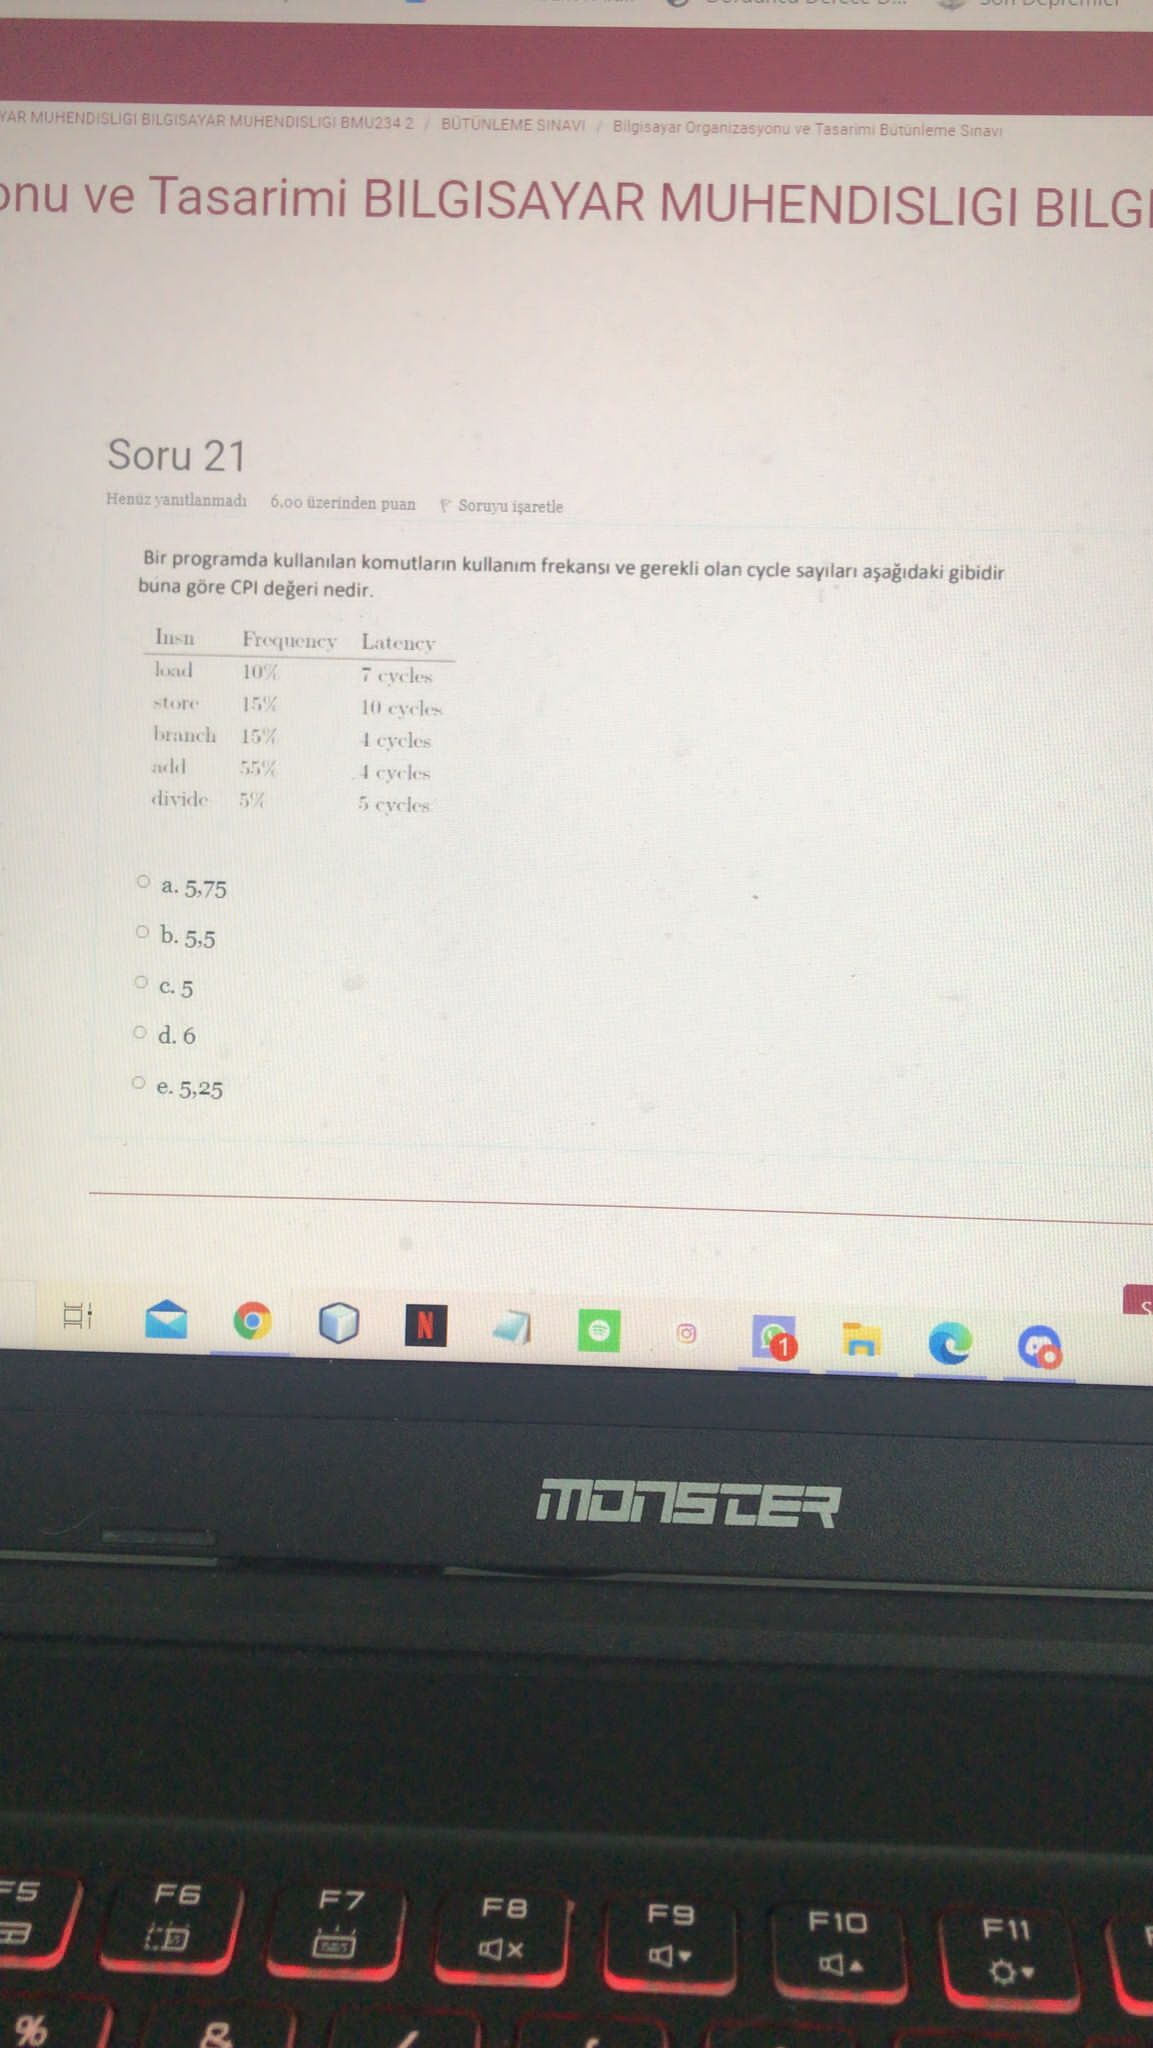 YAR MUHENDISLIGI BILGISAYAR MUHENDISLIGI BMU234 2 / BÜTÜNLEME SINAVI / Bilgisayar Organizasyonu ve Tasarimi Bütünleme Sınavı
onu ve Tasarimi BILGISAYAR MUHENDISLIGI BILGI
Soru 21
Henüz yanıtlanmadı 6,00 üzerinden puan Soruyu işaretle
Bir programda kullanılan komutların kullanım frekansı ve gerekli olan cycle sayıları aşağıdaki gibidir
buna göre CPI değeri nedir.
Insn Frequency Latency
load 10% 7 cycles
store 15% 10 cycles
branch 15% 4 cycles
add 55% 4 cycles
divide 5% 5 cycles
a. 5,75
b. 5,5
c. 5
d. 6
e. 5,25
N
1
MONSTER
F5 F6 F7 F8 F9 F10 F11
% &